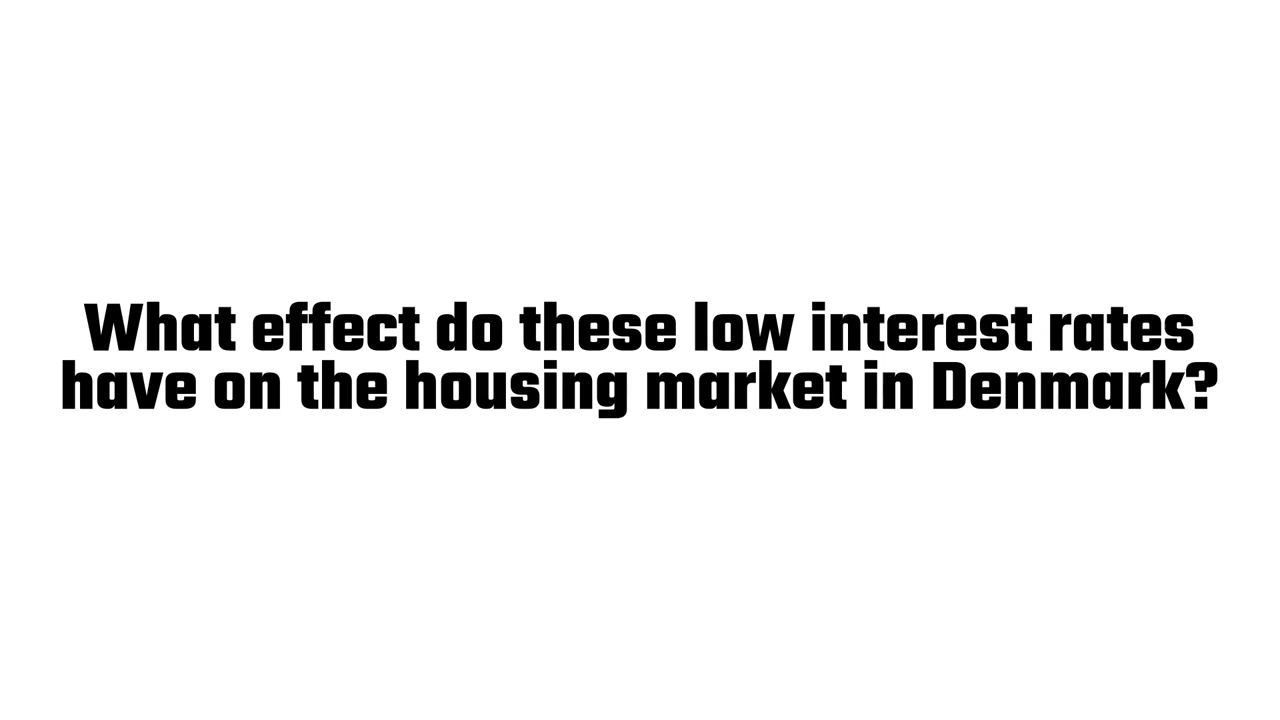 What effect do these low interest rates
have on the housing market in Denmark?